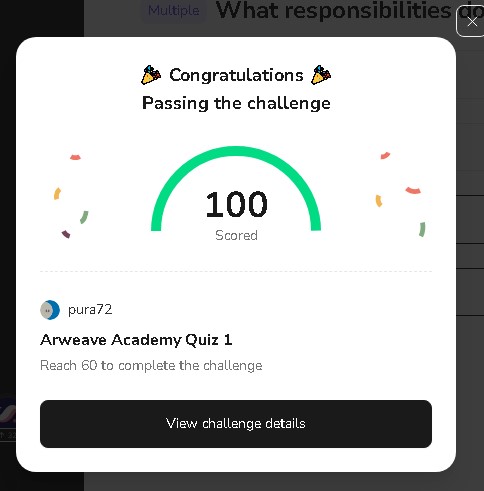 Multiple What responsibilities do
Congratulations
Passing the challenge
100
Scored
pura72
Arweave Academy Quiz 1
Reach 60 to complete the challenge
View challenge details